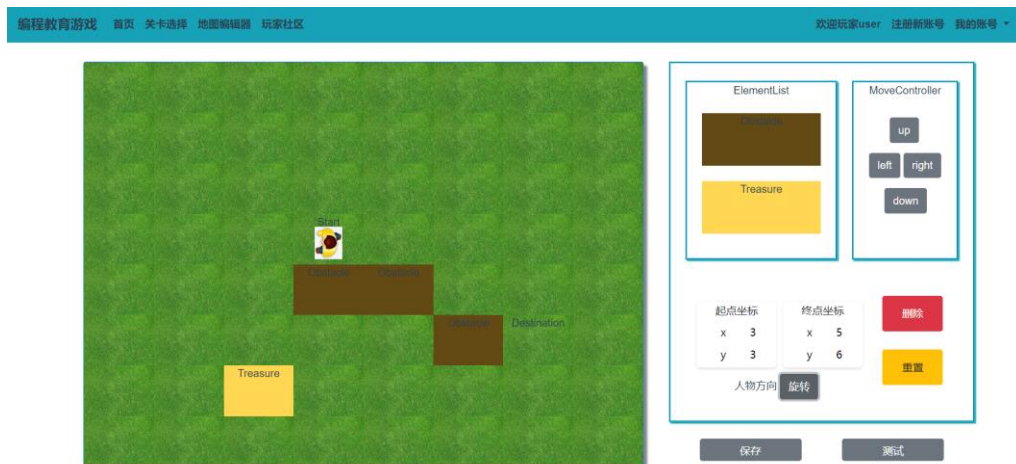 编程教育游戏 首页 关卡选择 地图编辑器 玩家社区 欢迎玩家user 注册新账号 我的账号
ElementList
Obstacle
Treasure
MoveController
up
left right
down
Start
Obstacle Obstacle
Obstacle Destination
Treasure
起点坐标 终点坐标 删除
x 3 x 5
y 3 y 6
重置
人物方向 旋转
保存 测试